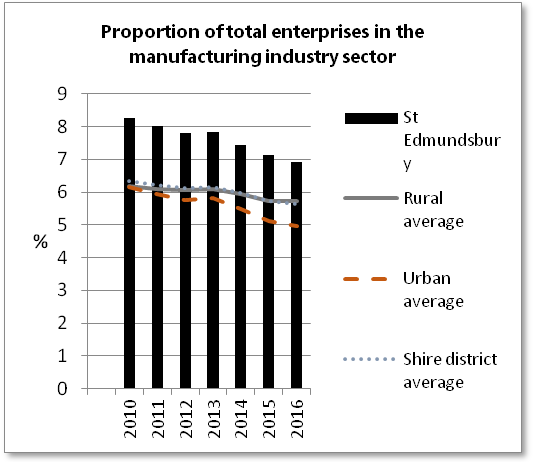 Proportion of total enterprises in the
manufacturing industry sector
9
8
7
6
5
4
3
2
1
0
%
2010
2011
2012
2013
2014
2015
2016
St
Edmundsbur
y
Rural
average
Urban
average
Shire district
average